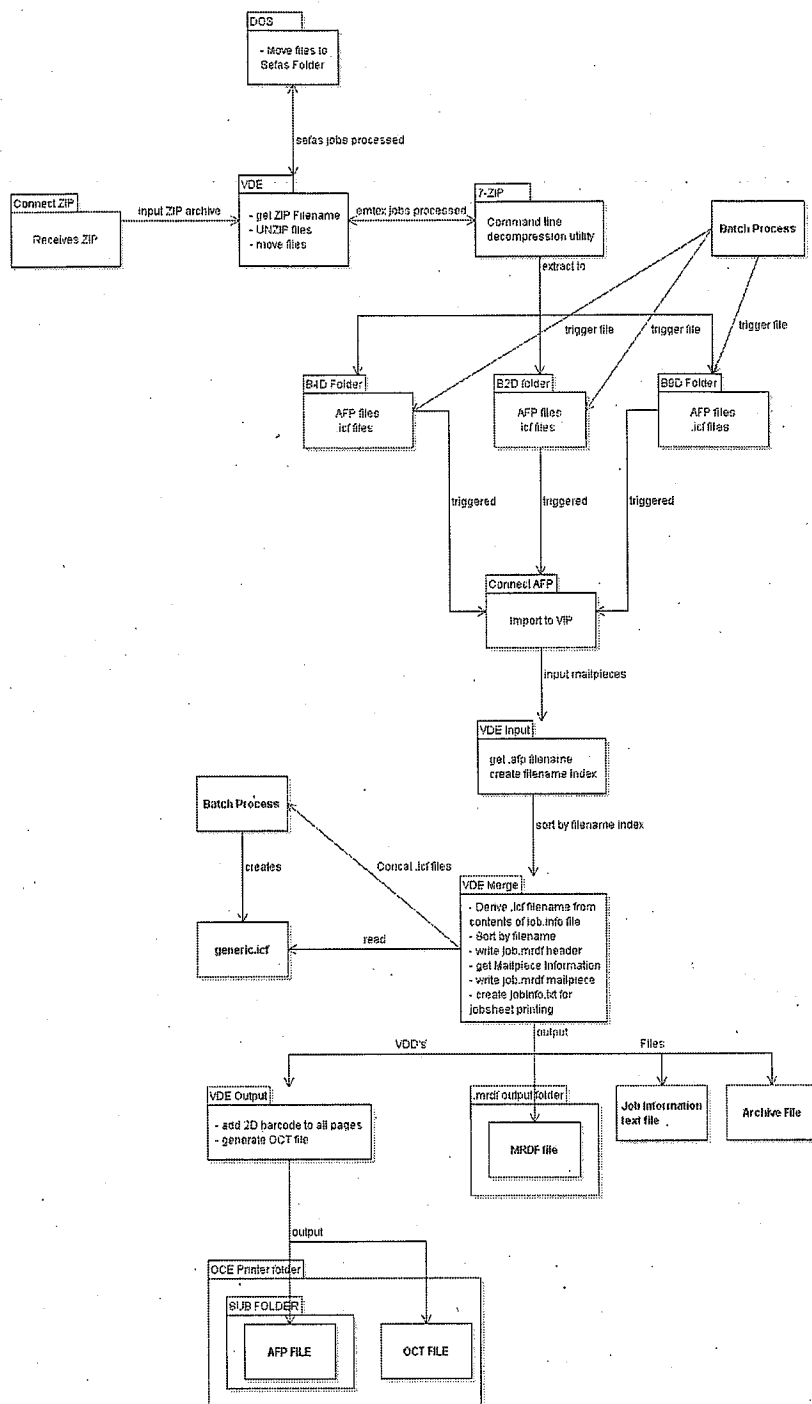 DOS
- Move files to
Sefas Folder
sefas jobs processed
VDE
- get ZIP Filename
- UNZIP files
- move files
Connect ZIP
Receives ZIP
input ZIP archive
emtex jobs processed
7-ZIP
Command line
decompression utility
Batch Process
extract to
trigger file
trigger file
trigger file
B4D Folder
AFP files
icf files
B2D folder
AFP files
icf files
B9D Folder
AFP files
.icf files
triggered
triggered
triggered
Connect AFP
Import to VIP
input mailpieces
VDE Input
get .afp filename
create filename index
sort by filename index
Batch Process
creates
Concat .icf files
generic.icf
read
VDE Merge
- Derive .icf filename from
contents of job.info file
- Sort by filename
- write job.mrdf header
- get Mailpiece Information
- write job.mrdf mailpiece
- create jobinfo.txt for
jobsheet printing
output
VDD's'
Files
VDE Output
- add 2D barcode to all pages
- generate OCT file
.mrdf output folder
MRDF file
Job Information
text file
Archive File
output
OCE Printer folder
SUB FOLDER
AFP FILE
OCT FILE